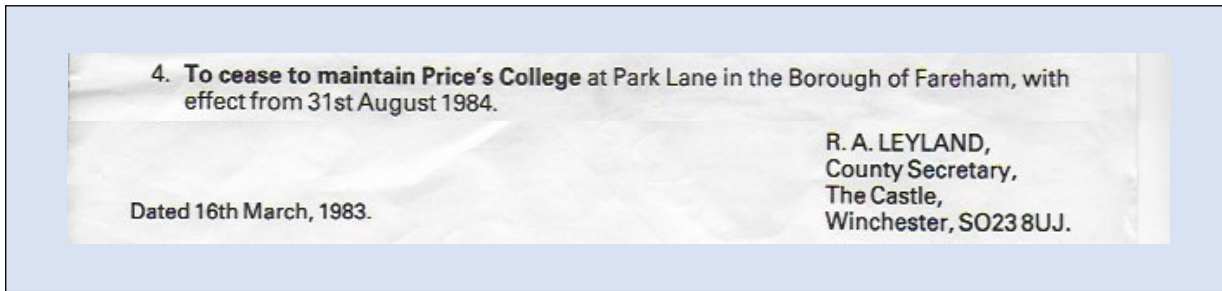 4. To cease to maintain Price's College at Park Lane in the Borough of Fareham, with
effect from 31st August 1984.
R. A. LEYLAND,
County Secretary,
The Castle,
Dated 16th March, 1983.
Winchester, SO23 8UJ.